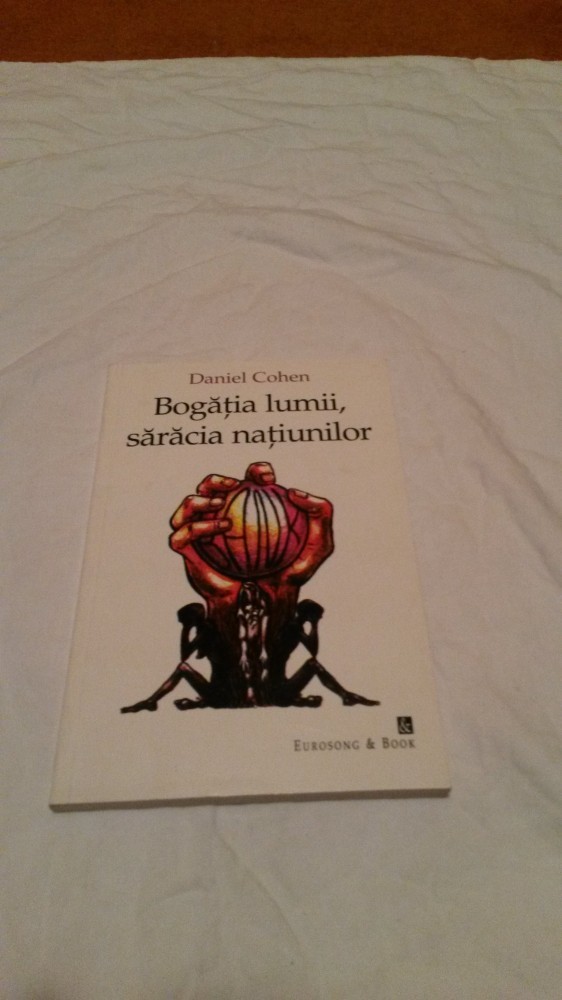 Daniel Cohen
Bogăția lumii,
sărăcia națiunilor
&
EUROSONG & BOOK